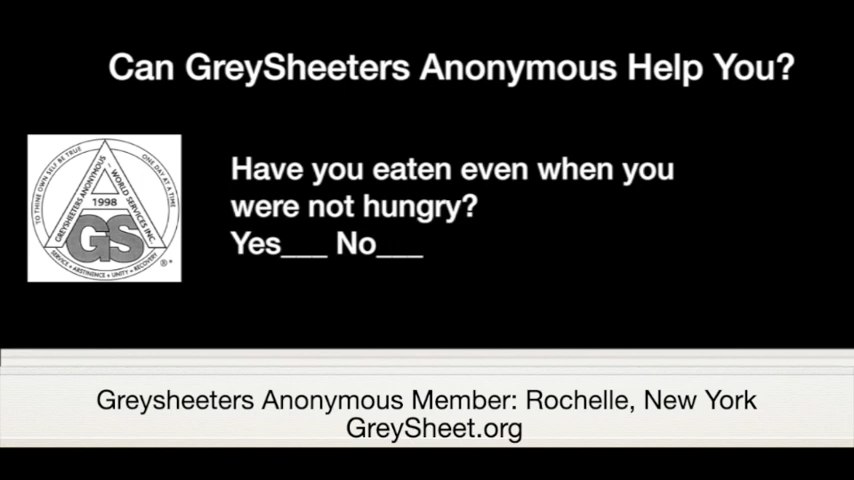 Can GreySheeters Anonymous Help You?
TO THINE OWN SELF BE TRUE
ONE DAY AT A TIME
GREYSHEETERS ANONYMOUS
WORLD SERVICES INC.
1998
GS
SERVICE • ABSTINENCE • UNITY • RECOVERY
®
Have you eaten even when you
were not hungry?
Yes___ No___
Greysheeters Anonymous Member: Rochelle, New York
GreySheet.org